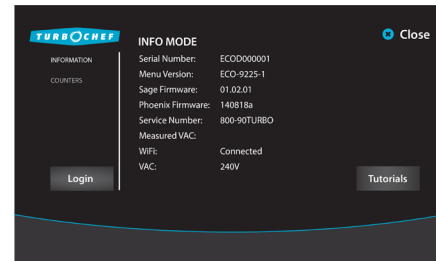 TURBOCHEF
INFO MODE
Close
INFORMATION
COUNTERS
Serial Number: ECOD000001
Menu Version: ECO-9225-1
Sage Firmware: 01.02.01
Phoenix Firmware: 140818a
Service Number: 800-90TURBO
Measured VAC:
WiFi: Connected
VAC: 240V
Login
Tutorials